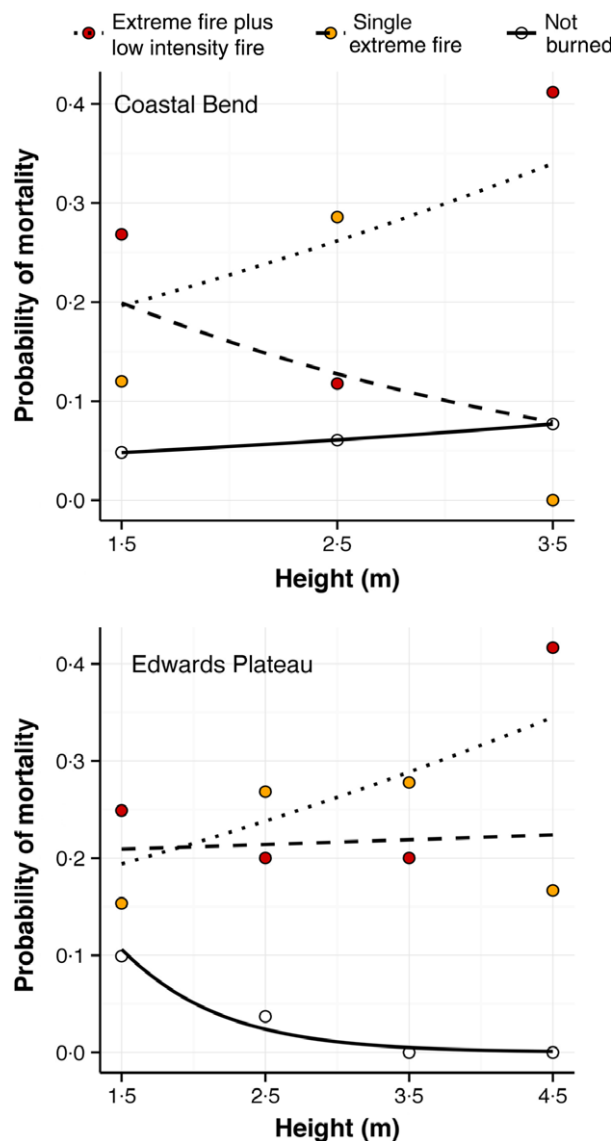 Extreme fire plus
low intensity fire
Single
extreme fire
Not
burned
Coastal Bend
Probability of mortality
0·4
0·3
0·2
0·1
0·0
1·5 2·5 3·5
Height (m)
Edwards Plateau
Probability of mortality
0·4
0·3
0·2
0·1
0·0
1·5 2·5 3·5 4·5
Height (m)